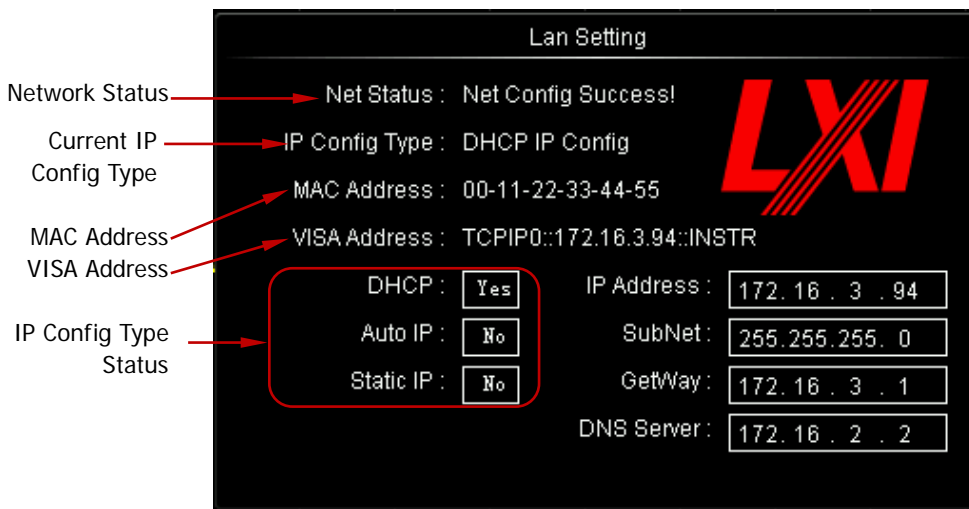 Lan Setting
Network Status
Net Status : Net Config Success!
Current IP
Config Type
IP Config Type : DHCP IP Config
LXI
MAC Address
MAC Address : 00-11-22-33-44-55
VISA Address
VISA Address : TCPIP0::172.16.3.94::INSTR
IP Config Type
Status
DHCP : Yes
Auto IP : No
Static IP : No
IP Address : 172. 16 . 3 . 94
SubNet : 255.255.255. 0
GetWay : 172. 16 . 3 . 1
DNS Server : 172. 16 . 2 . 2